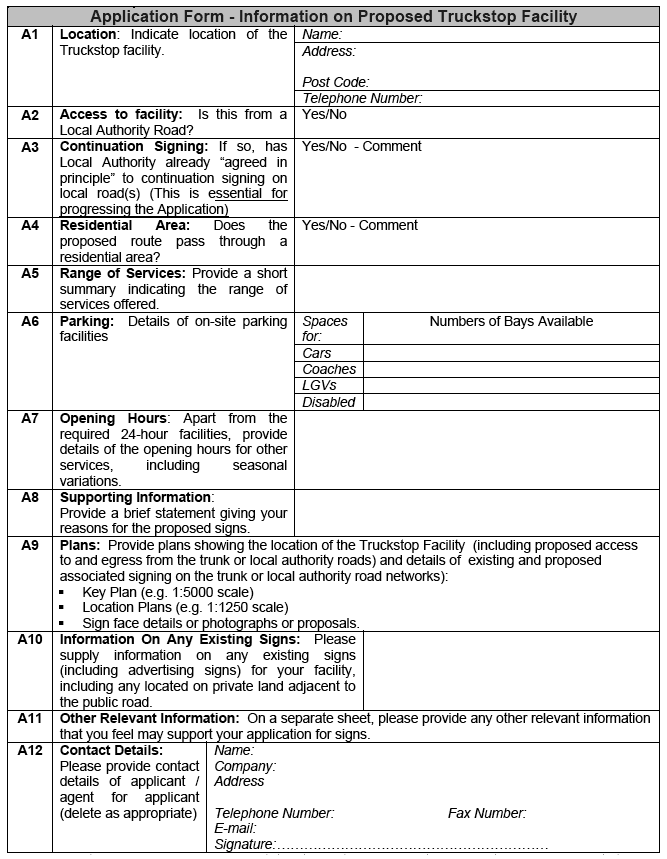 Application Form - Information on Proposed Truckstop Facility
A1
Location: Indicate location of the
Truckstop facility.
Name:
Address:
Post Code:
Telephone Number:
A2
Access to facility: Is this from a
Local Authority Road?
Yes/No
A3
Continuation Signing: If so, has
Local Authority already “agreed in
principle” to continuation signing on
local road(s) (This is essential for
progressing the Application)
Yes/No - Comment
A4
Residential Area: Does the
proposed route pass through a
residential area?
Yes/No - Comment
A5
Range of Services: Provide a short
summary indicating the range of
services offered.
A6
Parking: Details of on-site parking
facilities
Spaces
for:
Numbers of Bays Available
Cars
Coaches
LGVs
Disabled
A7
Opening Hours: Apart from the
required 24-hour facilities, provide
details of the opening hours for other
services, including seasonal
variations.
A8
Supporting Information:
Provide a brief statement giving your
reasons for the proposed signs.
A9
Plans: Provide plans showing the location of the Truckstop Facility (including proposed access
to and egress from the trunk or local authority roads) and details of existing and proposed
associated signing on the trunk or local authority road networks):
▪ Key Plan (e.g. 1:5000 scale)
▪ Location Plans (e.g. 1:1250 scale)
▪ Sign face details or photographs or proposals.
A10
Information On Any Existing Signs: Please
supply information on any existing signs
(including advertising signs) for your facility,
including any located on private land adjacent to
the public road.
A11
Other Relevant Information: On a separate sheet, please provide any other relevant information
that you feel may support your application for signs.
A12
Contact Details:
Please provide contact
details of applicant /
agent for applicant
(delete as appropriate)
Name:
Company:
Address
Telephone Number: Fax Number:
E-mail:
Signature:…………………………………………………